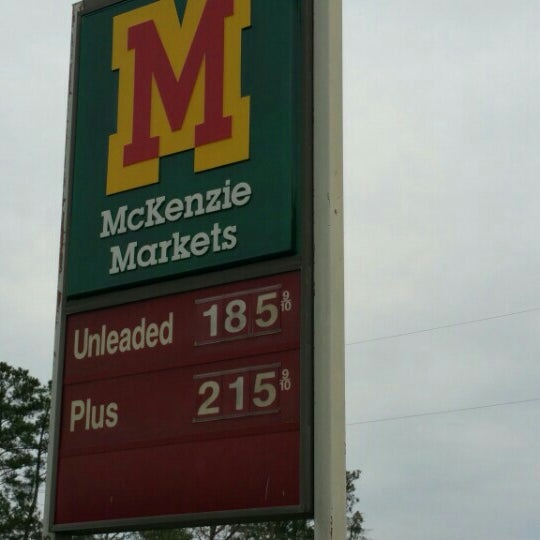 M
McKenzie
Markets
Unleaded 185 9/10
Plus 215 9/10